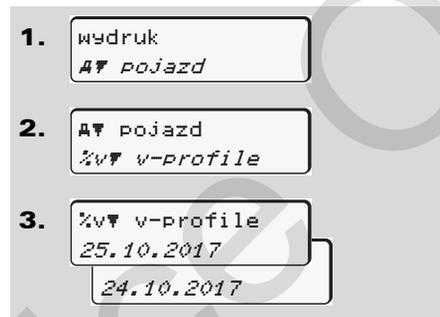 1.
wydruk
A▼ pojazd
2.
A▼ pojazd
%v▼ v-profile
3.
%v▼ v-profile
25.10.2017
24.10.2017